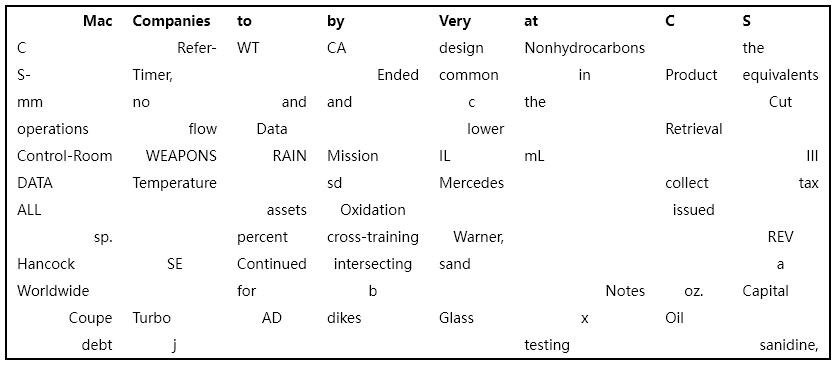 Mac Companies to by Very at C S
C Refer- WT CA design Nonhydrocarbons the
S- Timer, Ended common in Product equivalents
mm no and and c the Cut
operations flow Data lower Retrieval
Control-Room WEAPONS RAIN Mission IL mL III
DATA Temperature sd Mercedes collect tax
ALL assets Oxidation issued
sp. percent cross-training Warner, REV
Hancock SE Continued intersecting sand a
Worldwide for b Notes oz. Capital
Coupe Turbo AD dikes Glass x Oil
debt j testing sanidine,